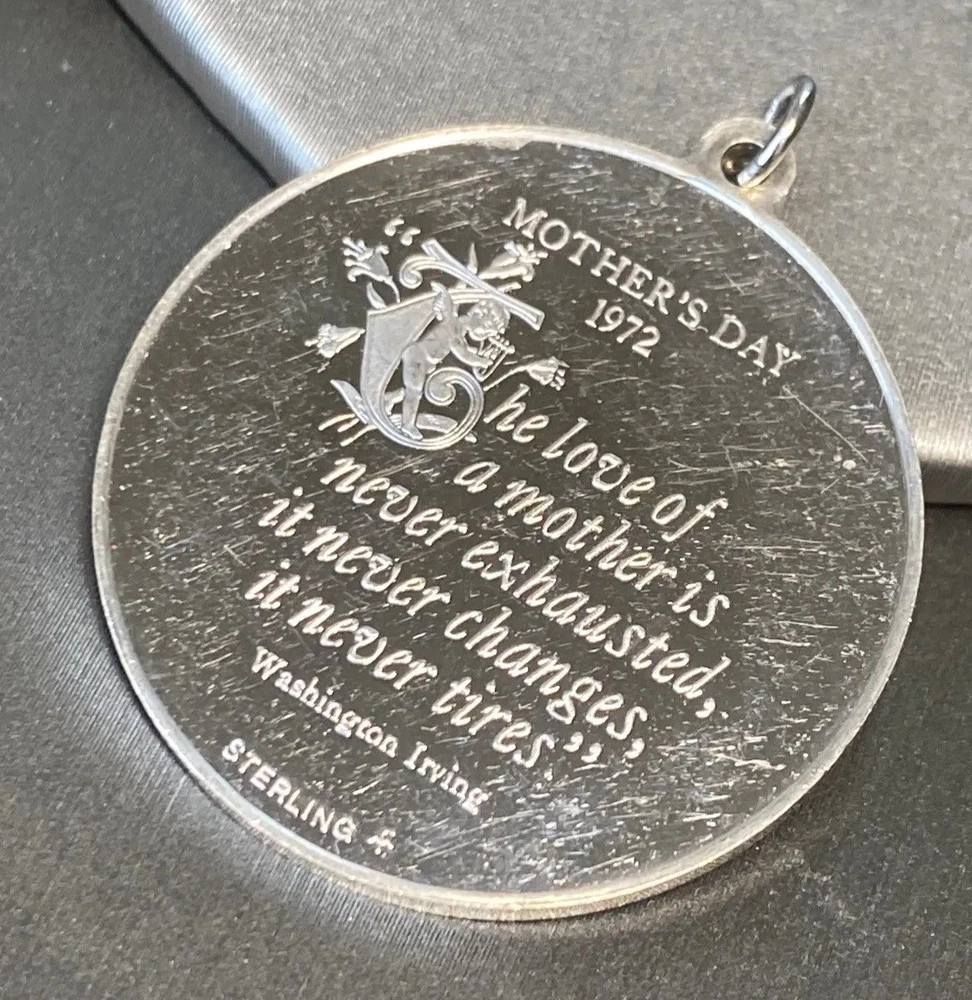 MOTHER'S DAY
1972
"The love of
a mother is
never exhausted,
it never changes,
it never tires"
Washington Irving
STERLING